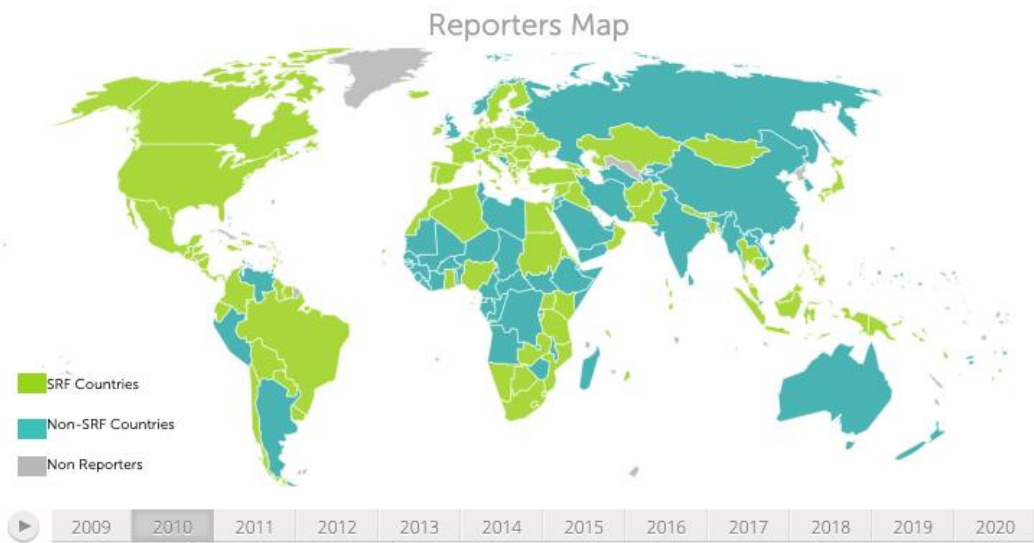 Reporters Map
SRF Countries
Non-SRF Countries
Non Reporters
2009 2010 2011 2012 2013 2014 2015 2016 2017 2018 2019 2020